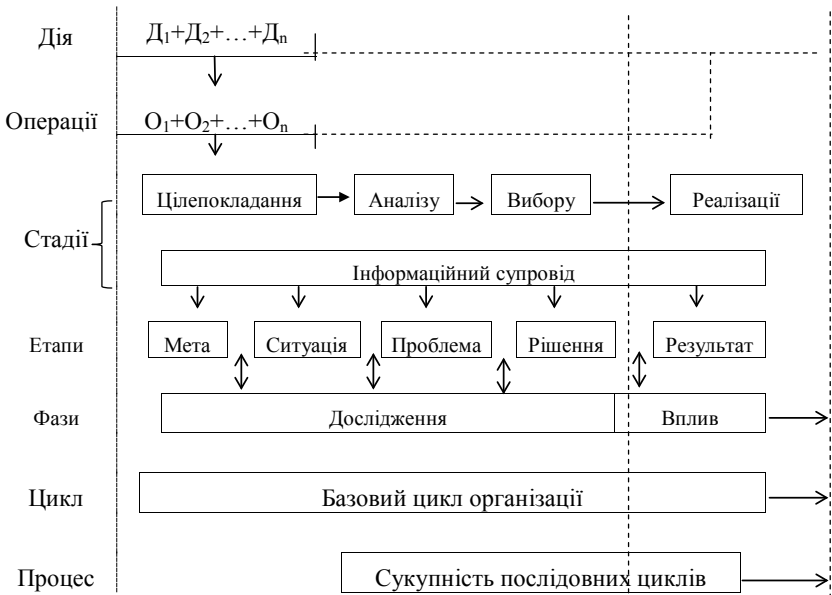 Дія Д₁+Д₂+…+Дₙ
Операції О₁+О₂+…+Оₙ
Цілепокладання Аналізу Вибору Реалізації
Стадії
Інформаційний супровід
Етапи Мета Ситуація Проблема Рішення Результат
Фази Дослідження Вплив
Цикл Базовий цикл організації
Процес Сукупність послідовних циклів